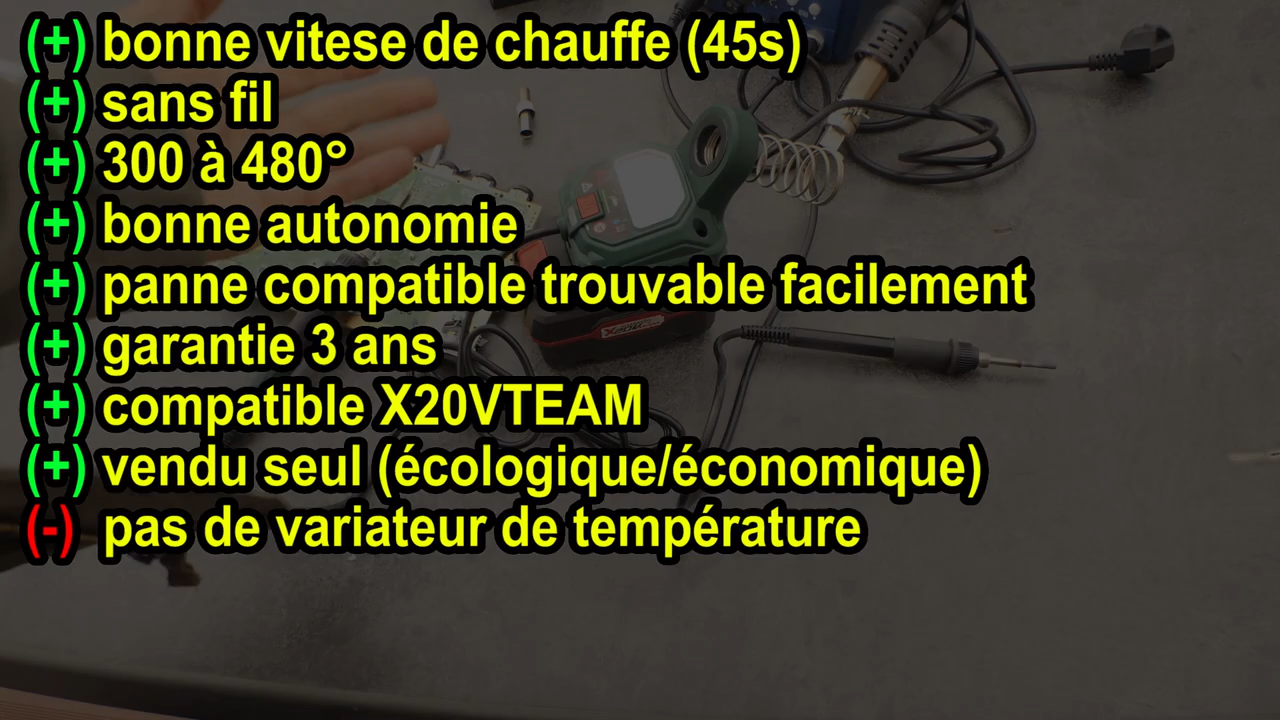 (+) bonne vitese de chauffe (45s)
(+) sans fil
(+) 300 à 480°
(+) bonne autonomie
(+) panne compatible trouvable facilement
(+) garantie 3 ans
(+) compatible X20VTEAM
(+) vendu seul (écologique/économique)
(-) pas de variateur de température